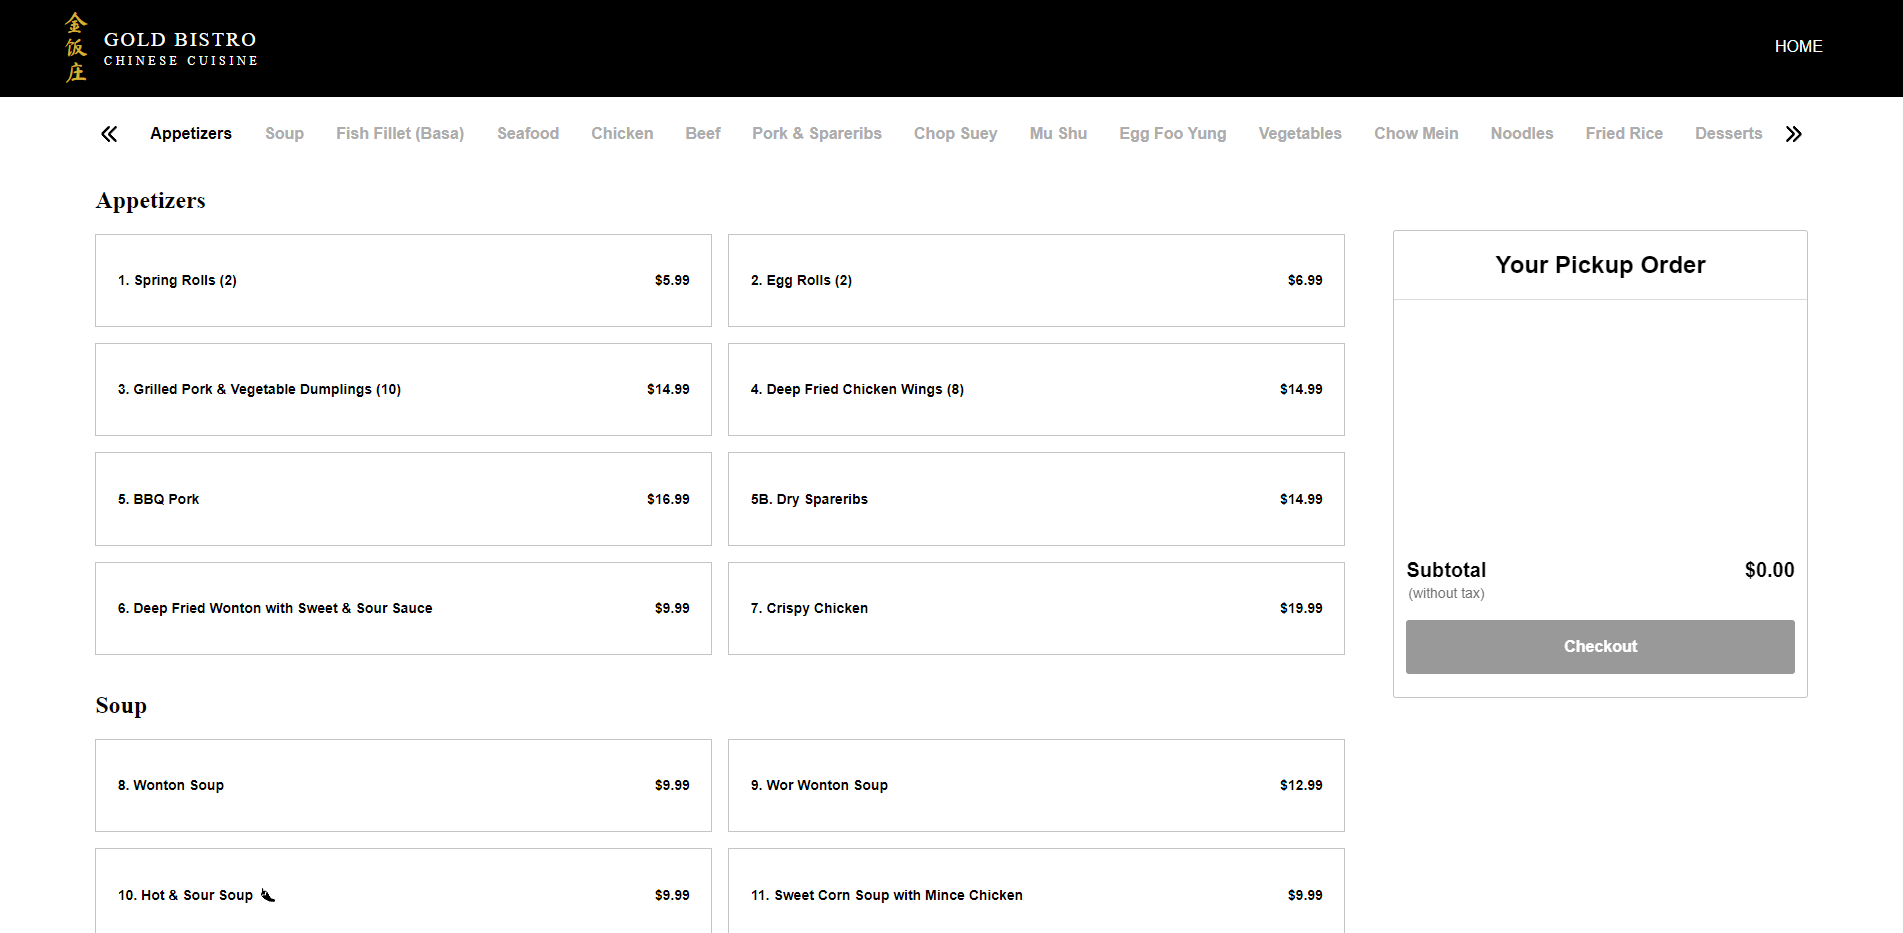 金饭庄
GOLD BISTRO
CHINESE CUISINE
HOME
Appetizers Soup Fish Fillet (Basa) Seafood Chicken Beef Pork & Spareribs Chop Suey Mu Shu Egg Foo Yung Vegetables Chow Mein Noodles Fried Rice Desserts
Appetizers
1. Spring Rolls (2) $5.99
2. Egg Rolls (2) $6.99
3. Grilled Pork & Vegetable Dumplings (10) $14.99
4. Deep Fried Chicken Wings (8) $14.99
5. BBQ Pork $16.99
5B. Dry Spareribs $14.99
6. Deep Fried Wonton with Sweet & Sour Sauce $9.99
7. Crispy Chicken $19.99
Soup
8. Wonton Soup $9.99
9. Wor Wonton Soup $12.99
10. Hot & Sour Soup $9.99
11. Sweet Corn Soup with Mince Chicken $9.99
Your Pickup Order
Subtotal $0.00
(without tax)
Checkout